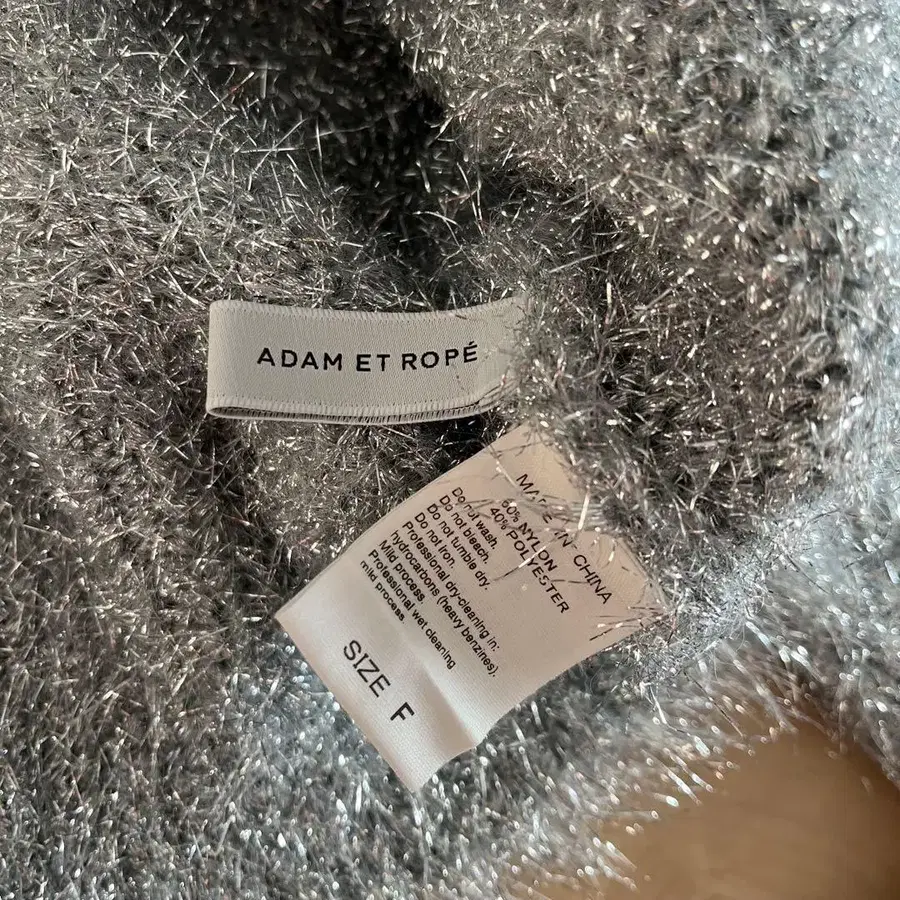 ADAM ET ROPÉ
MADE IN CHINA
60% NYLON
40% POLYESTER
Do not wash.
Do not bleach.
Do not tumble dry.
Do not iron.
Professional dry-cleaning in:
hydrocarbons (heavy benzines).
Mild process.
Professional wet cleaning
mild process.
SIZE F